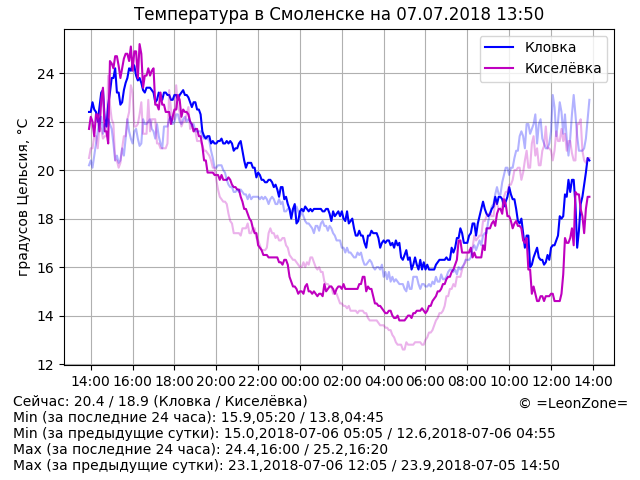 Температура в Смоленске на 07.07.2018 13:50
Кловка
Киселёвка
градусов Цельсия, °C
24
22
20
18
16
14
12
14:00 16:00 18:00 20:00 22:00 00:00 02:00 04:00 06:00 08:00 10:00 12:00 14:00
Сейчас: 20.4 / 18.9 (Кловка / Киселёвка)
© =LeonZone=
Min (за последние 24 часа): 15.9,05:20 / 13.8,04:45
Min (за предыдущие сутки): 15.0,2018-07-06 05:05 / 12.6,2018-07-06 04:55
Max (за последние 24 часа): 24.4,16:00 / 25.2,16:20
Max (за предыдущие сутки): 23.1,2018-07-06 12:05 / 23.9,2018-07-05 14:50